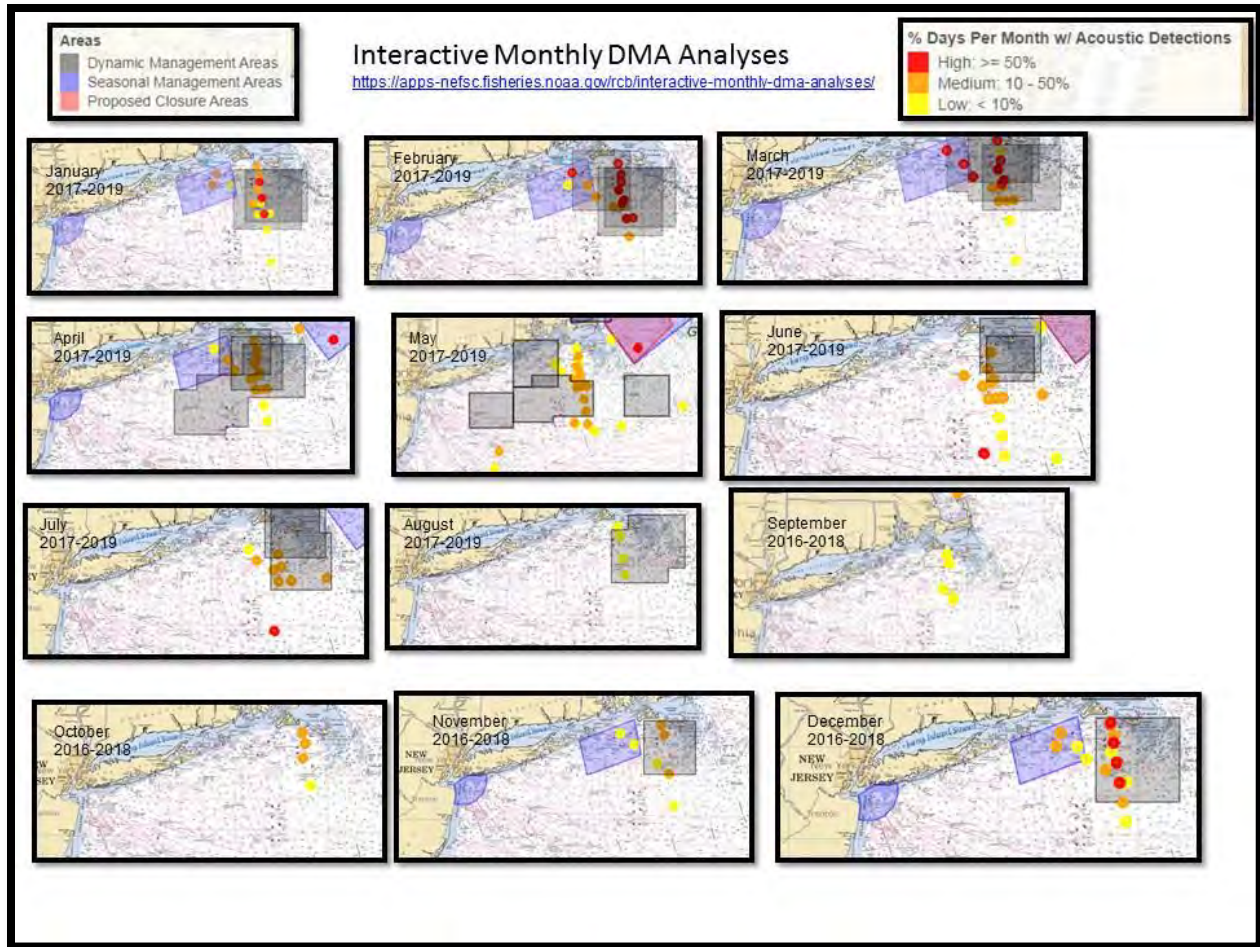 Areas
Dynamic Management Areas
Seasonal Management Areas
Proposed Closure Areas
Interactive Monthly DMA Analyses
https://apps-nefsc.fisheries.noaa.gov/rcb/interactive-monthly-dma-analyses/
% Days Per Month w/ Acoustic Detections
High: >= 50%
Medium: 10 - 50%
Low: < 10%
January
2017-2019
February
2017-2019
March
2017-2019
April
2017-2019
May
2017-2019
June
2017-2019
July
2017-2019
August
2017-2019
September
2016-2018
October
2016-2018
November
2016-2018
NEW
JERSEY
December
2016-2018
NEW
JERSEY